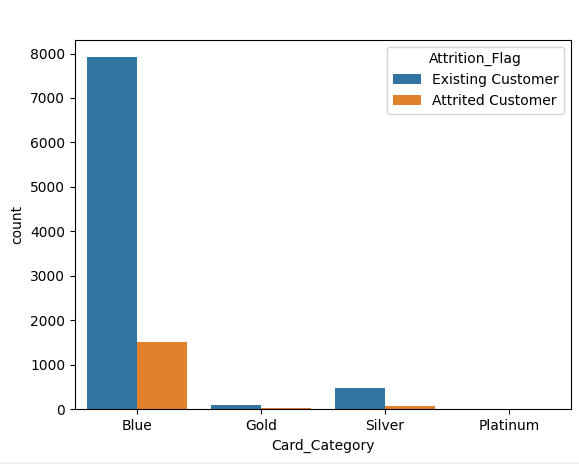 Attrition_Flag
Existing Customer
Attrited Customer
8000
7000
6000
5000
4000
3000
2000
1000
0
count
Blue Gold Silver Platinum
Card_Category